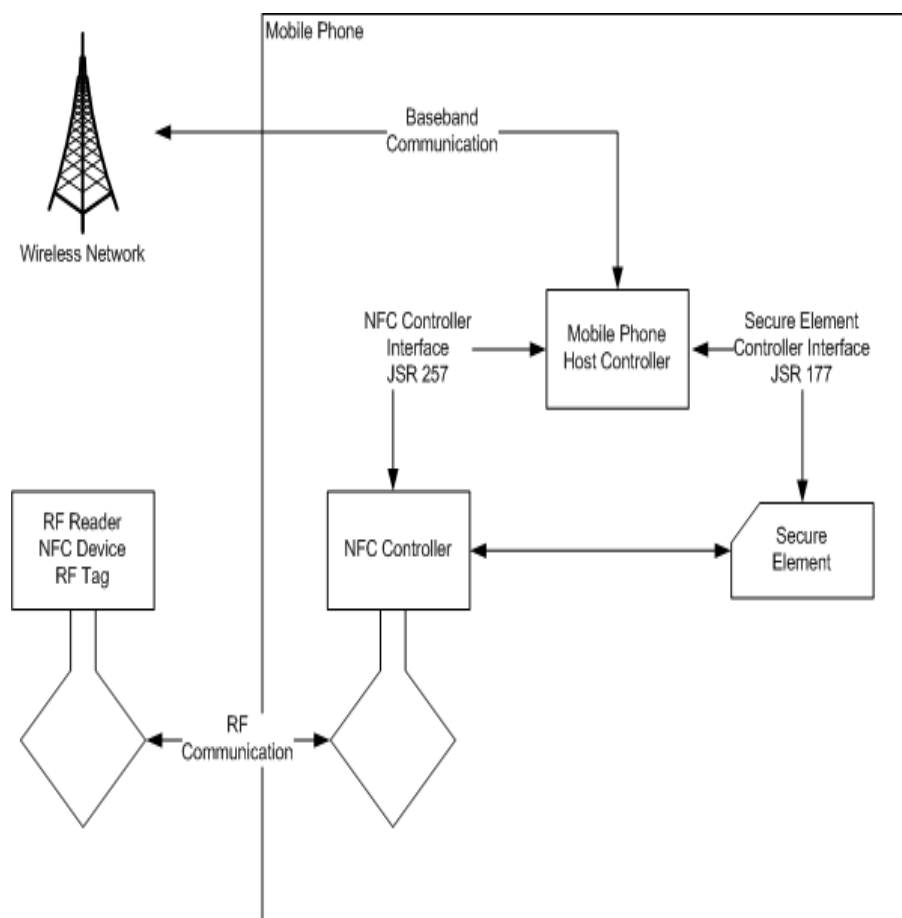 Mobile Phone
Baseband
Communication
Wireless Network
NFC Controller
Interface
JSR 257
Mobile Phone
Host Controller
Secure Element
Controller Interface
JSR 177
RF Reader
NFC Device
RF Tag
NFC Controller
Secure
Element
RF
Communication